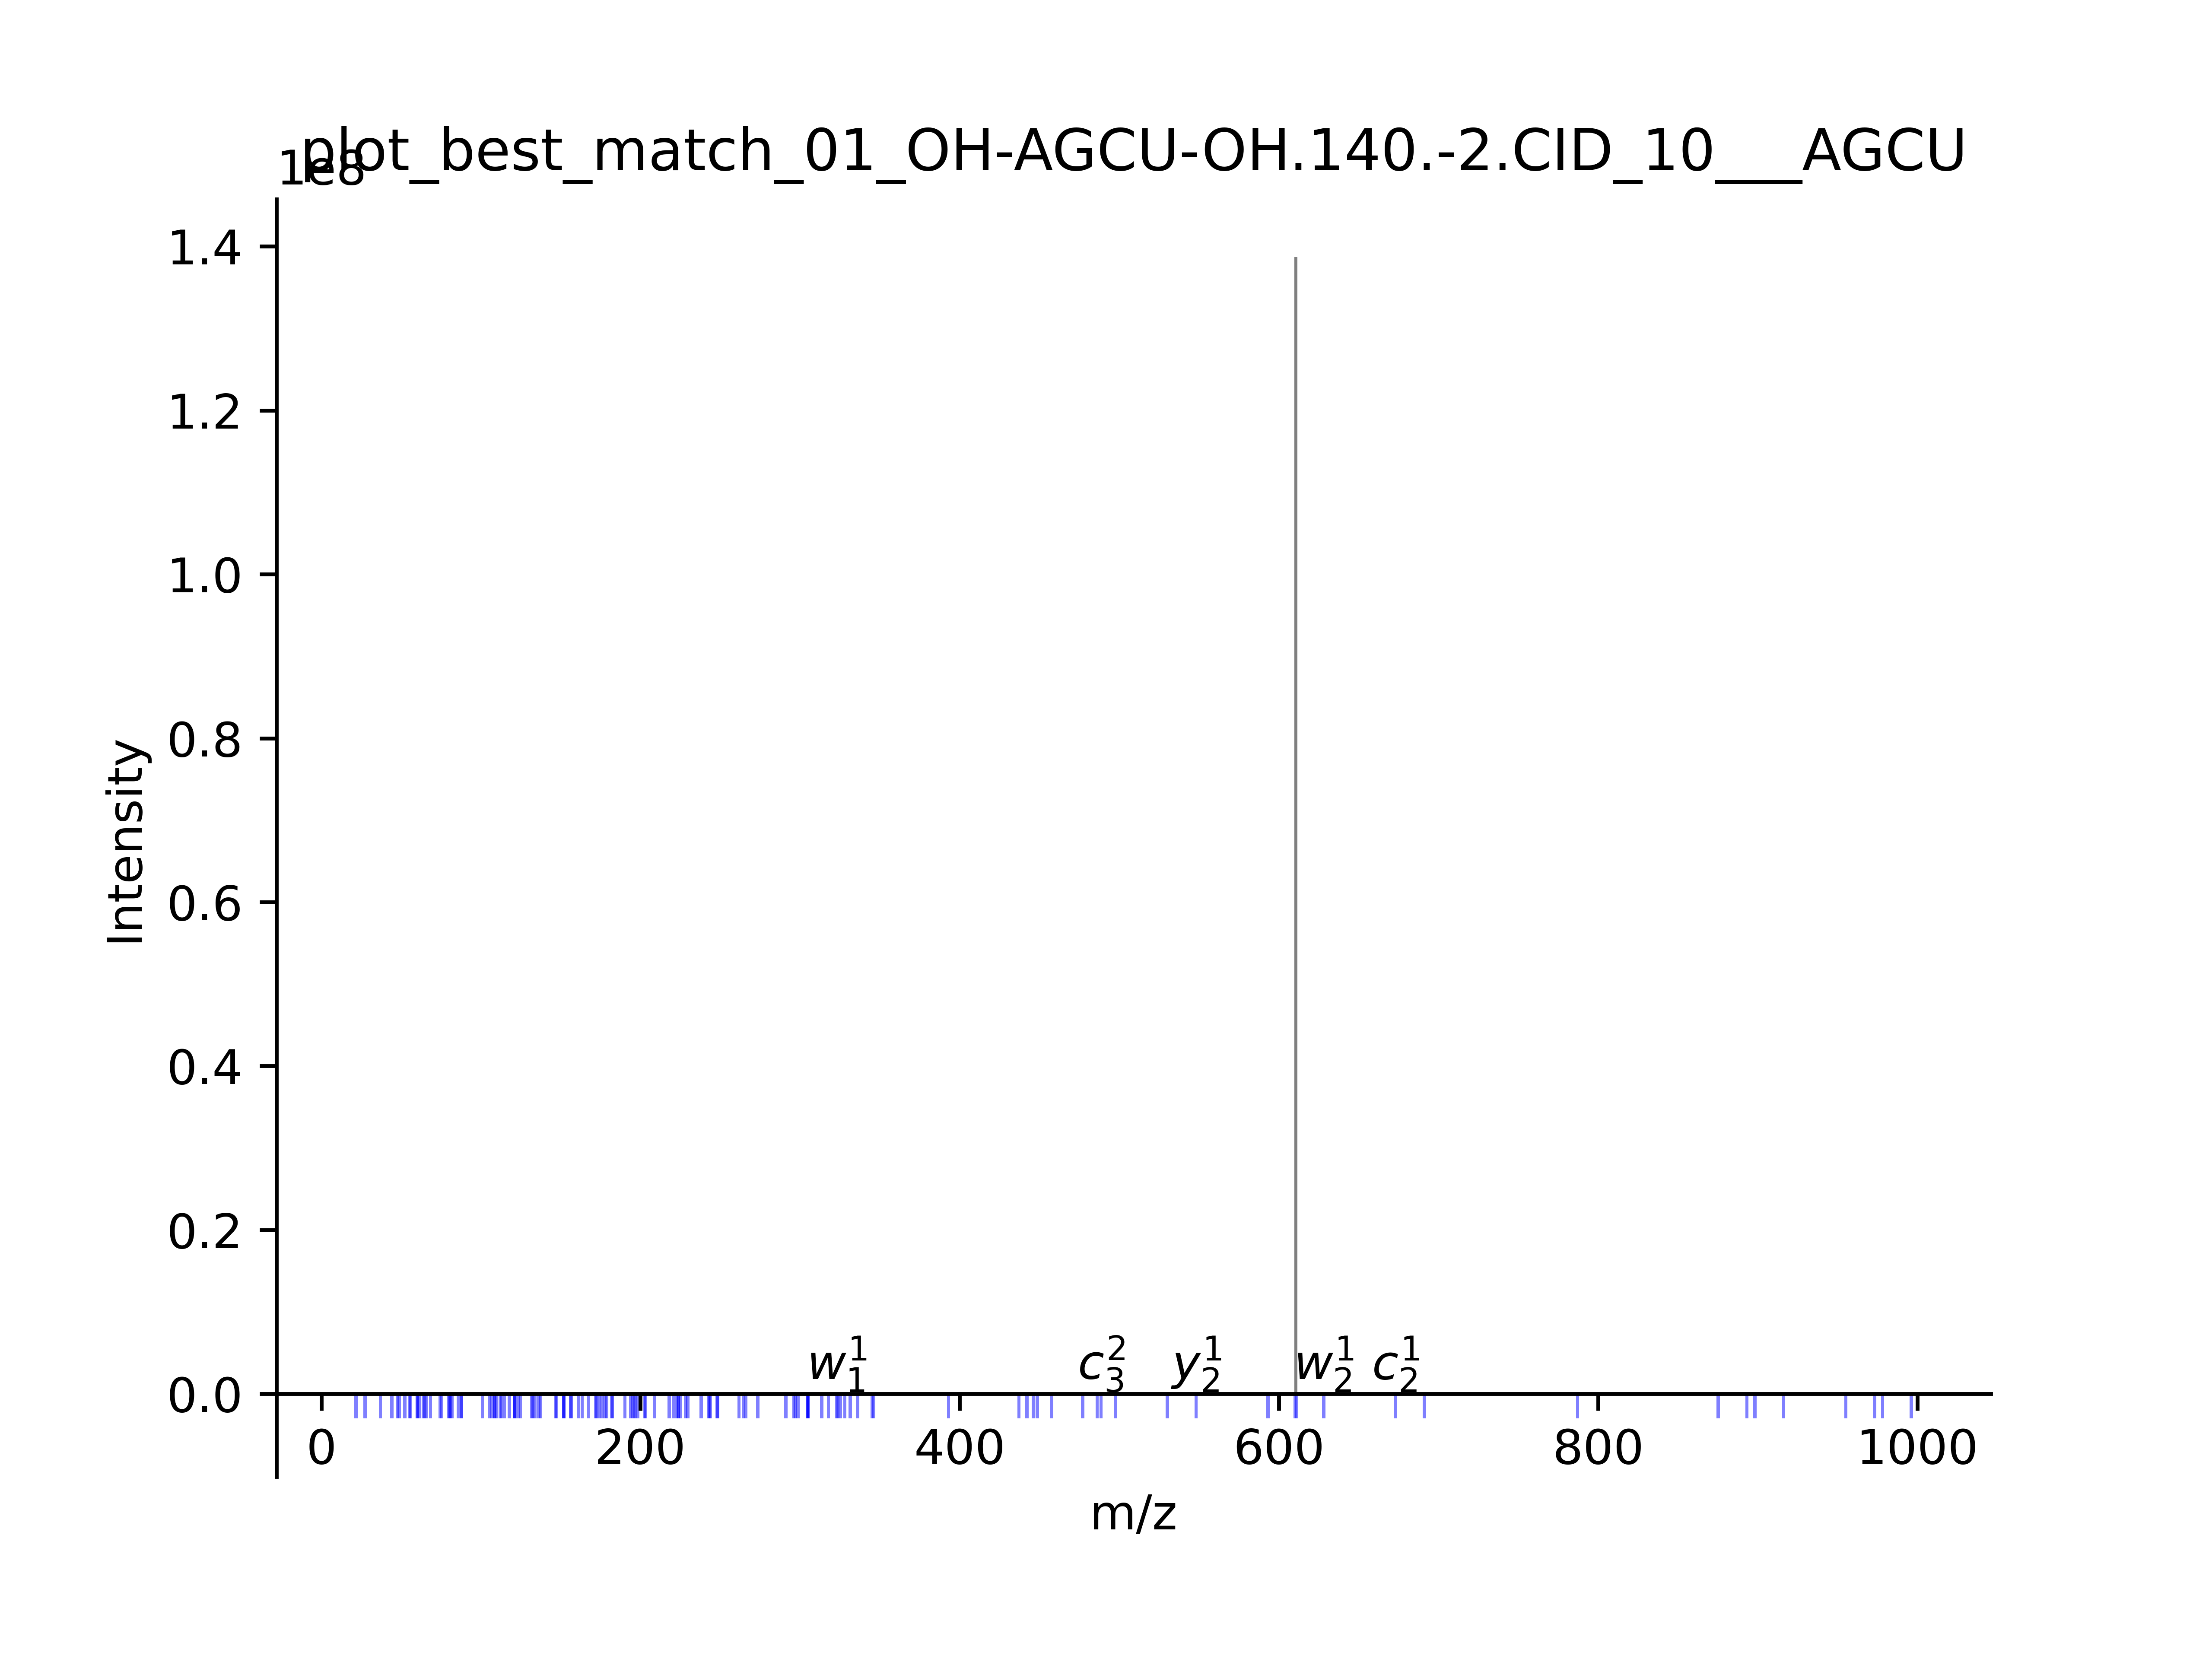 plot_best_match_01_OH-AGCU-OH.140.-2.CID_10___AGCU
1e8
1.4
1.2
1.0
0.8
0.6
0.4
0.2
0.0
Intensity
w₁¹ c₃² y₂¹ w₂¹ c₂¹
0 200 400 600 800 1000
m/z